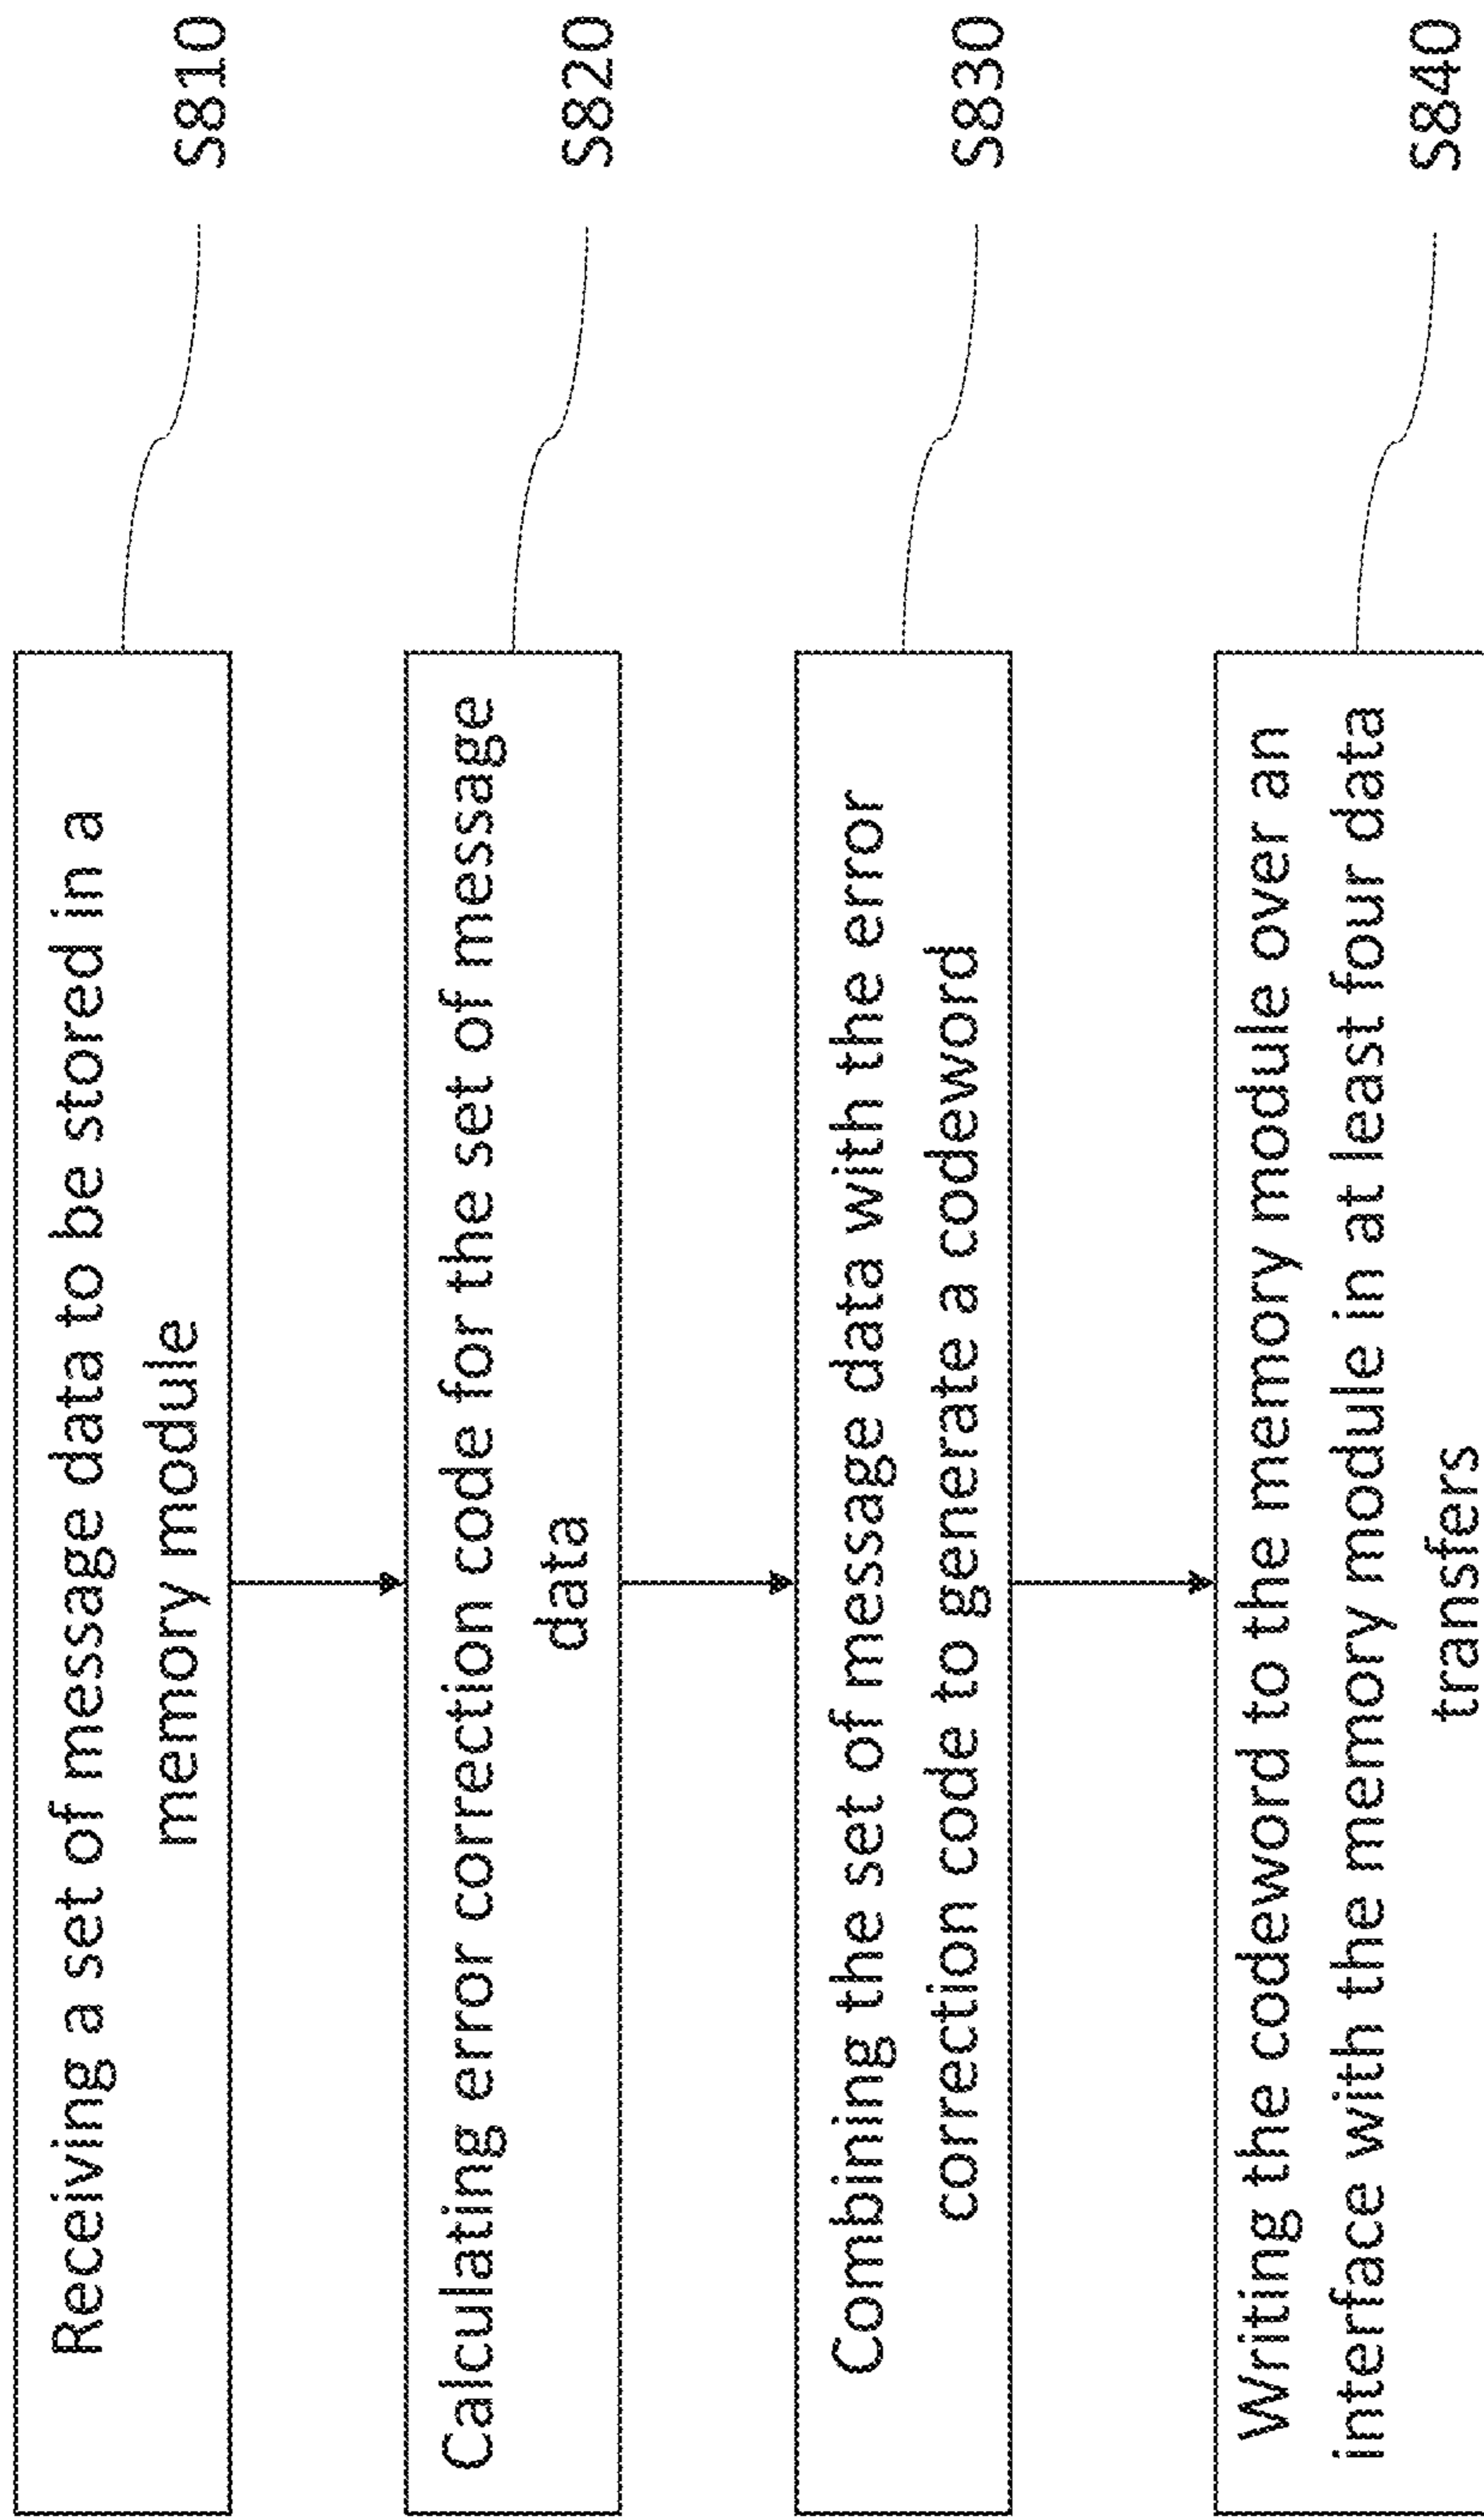 Receiving a set of message data to be stored in a
memory module
S810
Calculating error correction code for the set of message
data
S820
Combining the set of message data with the error
correction code to generate a codeword
S830
Writing the codeword to the memory module over an
interface with the memory module in at least four data
transfers
S840